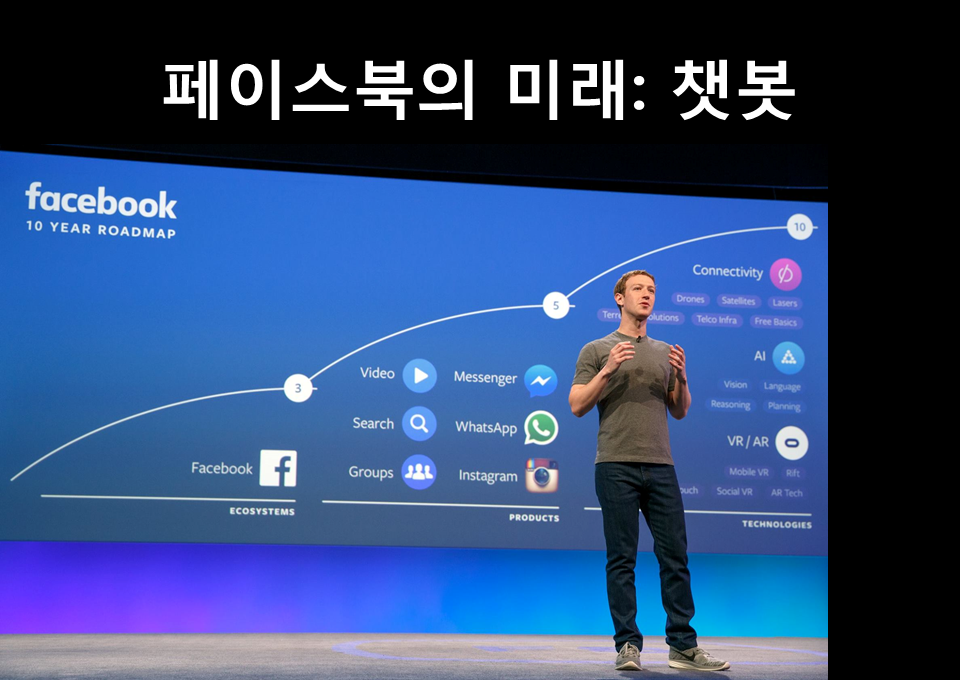 페이스북의 미래: 챗봇
facebook
10 YEAR ROADMAP
10
Connectivity
Drones Satellites Lasers
5
Telco Infra Free Basics
AI
Video Messenger
3
Vision Language
Reasoning Planning
Search WhatsApp
VR / AR
Facebook
Groups Instagram
Mobile VR Rift
Social VR AR Tech
ECOSYSTEMS
PRODUCTS
TECHNOLOGIES